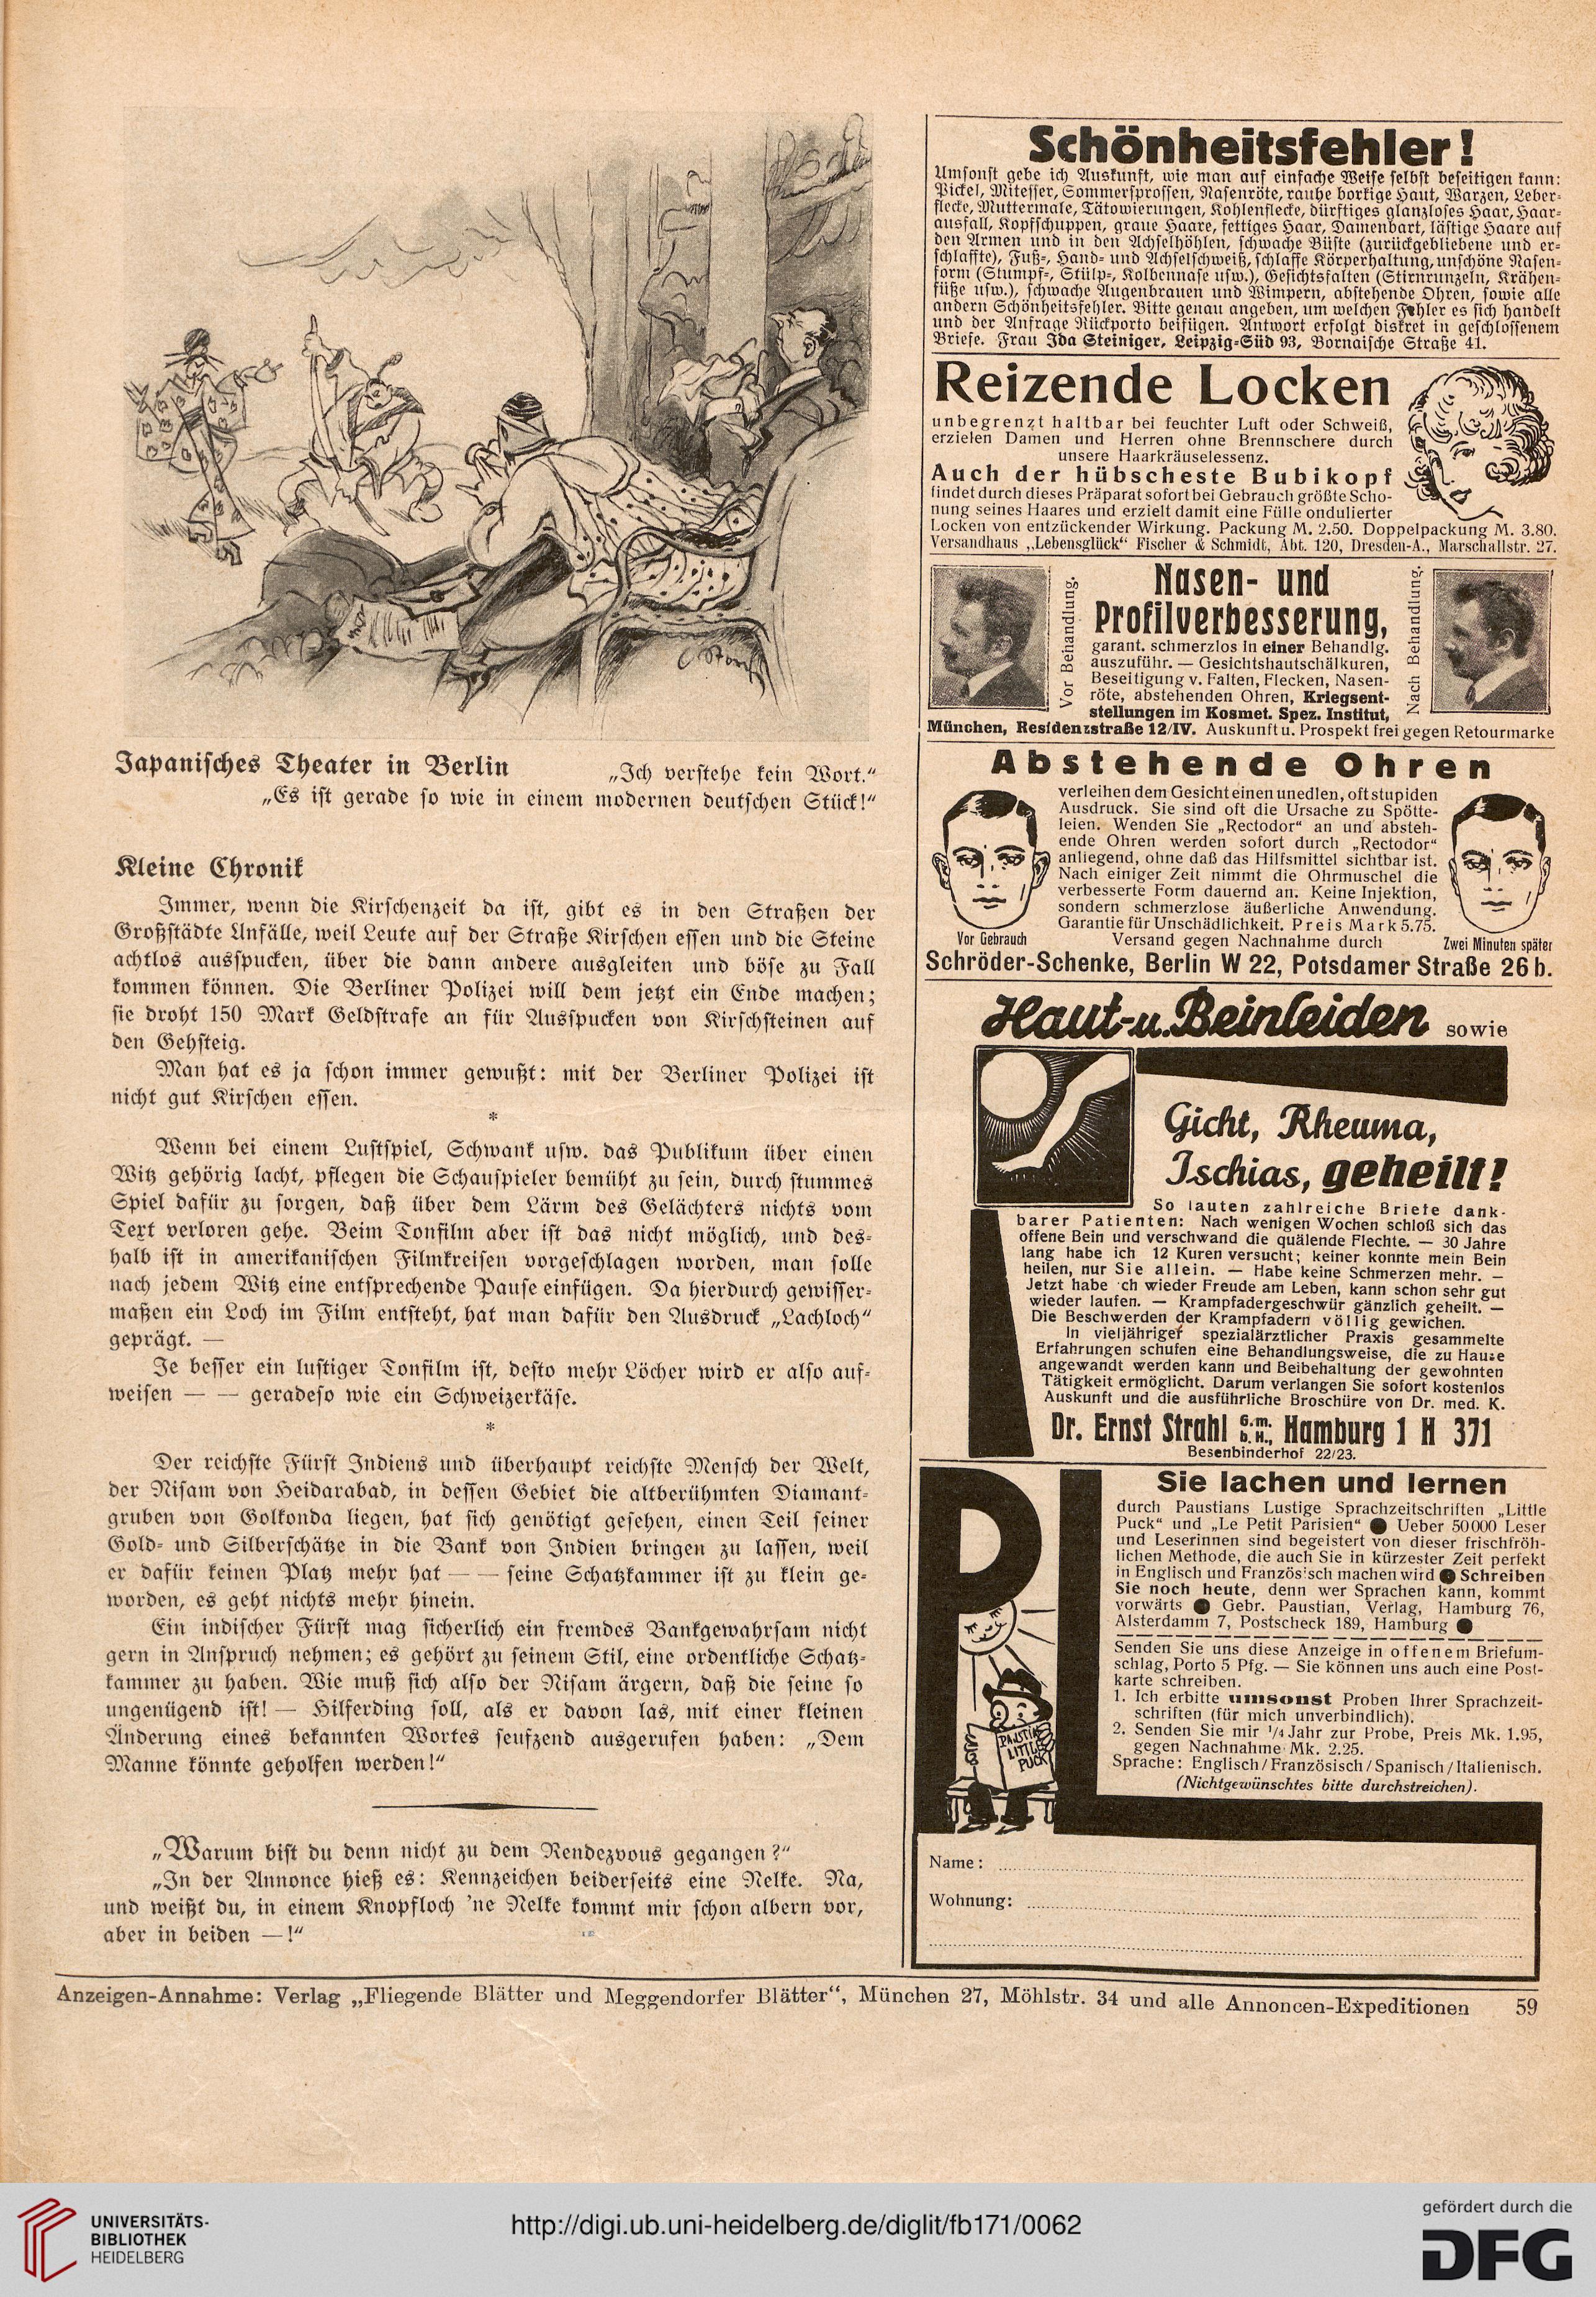 C. Storch
Japanisches Theater in Berlin
„Ich verstehe kein Wort.“
„Es ist gerade so wie in einem modernen deutschen Stück!“
Kleine Chronik
Immer, wenn die Kirschenzeit da ist, gibt es in den Straßen der
Großstädte Unfälle, weil Leute auf der Straße Kirschen essen und die Steine
achtlos ausspucken, über die dann andere ausgleiten und böse zu Fall
kommen können. Die Berliner Polizei will dem jetzt ein Ende machen;
sie droht 150 Mark Geldstrafe an für Ausspucken von Kirschsteinen auf
den Gehsteig.
Man hat es ja schon immer gewußt: mit der Berliner Polizei ist
nicht gut Kirschen essen.
*
Wenn bei einem Lustspiel, Schwank usw. das Publikum über einen
Witz gehörig lacht, pflegen die Schauspieler bemüht zu sein, durch stummes
Spiel dafür zu sorgen, daß über dem Lärm des Gelächters nichts vom
Text verloren gehe. Beim Tonfilm aber ist das nicht möglich, und des-
halb ist in amerikanischen Filmkreisen vorgeschlagen worden, man solle
nach jedem Witz eine entsprechende Pause einfügen. Da hierdurch gewisser-
maßen ein Loch im Film entsteht, hat man dafür den Ausdruck „Lachloch“
geprägt. —
Je besser ein lustiger Tonfilm ist, desto mehr Löcher wird er also auf-
weisen — — geradeso wie ein Schweizerkäse.
*
Der reichste Fürst Indiens und überhaupt reichste Mensch der Welt,
der Nisam von Heidarabad, in dessen Gebiet die altberühmten Diamant-
gruben von Golkonda liegen, hat sich genötigt gesehen, einen Teil seiner
Gold- und Silberschätze in die Bank von Indien bringen zu lassen, weil
er dafür keinen Platz mehr hat — — seine Schatzkammer ist zu klein ge-
worden, es geht nichts mehr hinein.
Ein indischer Fürst mag sicherlich ein fremdes Bankgewahrsam nicht
gern in Anspruch nehmen; es gehört zu seinem Stil, eine ordentliche Schatz-
kammer zu haben. Wie muß sich also der Nisam ärgern, daß die seine so
ungenügend ist! — Hilferding soll, als er davon las, mit einer kleinen
Änderung eines bekannten Wortes seufzend ausgerufen haben: „Dem
Manne könnte geholfen werden!“
„Warum bist du denn nicht zu dem Rendezvous gegangen?“
„In der Annonce hieß es: Kennzeichen beiderseits eine Nelke. Na,
und weißt du, in einem Knopfloch 'ne Nelke kommt mir schon albern vor,
aber in beiden —!“
Schönheitsfehler!
Umsonst gebe ich Auskunft, wie man auf einfache Weise selbst beseitigen kann:
Pickel, Mitesser, Sommersprossen, Nasenröte, rauhe borkige Haut, Warzen, Leber-
flecke, Muttermale, Tätowierungen, Kohlenflecke, dürftiges glanzloses Haar, Haar-
ausfall, Kopfschuppen, graue Haare, fettiges Haar, Damenbart, lästige Haare auf
den Armen und in den Achselhöhlen, schwache Büste (zurückgebliebene und er-
schlaffte), Fuß-, Hand- und Achselschweiß, schlaffe Körperhaltung, unschöne Nasen-
form (Stumpf-, Stülp-, Kolbennase usw.), Gesichtsfalten (Stirnrunzeln, Krähen-
füße usw.), schwache Augenbrauen und Wimpern, abstehende Ohren, sowie alle
andern Schönheitsfehler. Bitte genau angeben, um welchen Fehler es sich handelt
und der Anfrage Rückporto beifügen. Antwort erfolgt diskret in geschlossenem
Briefe. Frau Ida Steiniger, Leipzig-Süd 93, Bornaische Straße 41.
Reizende Locken
unbegrenzt haltbar bei feuchter Luft oder Schweiß,
erzielen Damen und Herren ohne Brennschere durch
unsere Haarkräuselessenz.
Auch der hübscheste Bubikopf
findet durch dieses Präparat sofort bei Gebrauch größte Scho-
nung seines Haares und erzielt damit eine Fülle ondulierter
Locken von entzückender Wirkung. Packung M. 2.50. Doppelpackung M. 3.80.
Versandhaus „Lebensglück“ Fischer & Schmidt, Abt. 120, Dresden-A., Marschallstr. 27.
Vor Behandlung.
Nasen- und
Profilverbesserung,
garant. schmerzlos in einer Behandlg.
auszuführ. — Gesichtshautschälkuren,
Beseitigung v. Falten, Flecken, Nasen-
röte, abstehenden Ohren, Kriegsent-
stellungen im Kosmet. Spez. Institut,
Nach Behandlung.
München, Residenzstraße 12/IV. Auskunft u. Prospekt frei gegen Retourmarke
Abstehende Ohren
verleihen dem Gesicht einen unedlen, oft stupiden
Ausdruck. Sie sind oft die Ursache zu Spötte-
leien. Wenden Sie „Rectodor“ an und absteh-
ende Ohren werden sofort durch „Rectodor“
anliegend, ohne daß das Hilfsmittel sichtbar ist.
Nach einiger Zeit nimmt die Ohrmuschel die
verbesserte Form dauernd an. Keine Injektion,
sondern schmerzlose äußerliche Anwendung.
Garantie für Unschädlichkeit. Preis Mark 5.75.
Vor Gebrauch
Versand gegen Nachnahme durch
Zwei Minuten später
Schröder-Schenke, Berlin W 22, Potsdamer Straße 26 b.
Haut- u. Beinleiden sowie
Gicht, Rheuma,
Ischias, geheilt!
So lauten zahlreiche Briefe dank-
barer Patienten: Nach wenigen Wochen schloß sich das
offene Bein und verschwand die quälende Flechte. — 30 Jahre
lang habe ich 12 Kuren versucht; keiner konnte mein Bein
heilen, nur Sie allein. — Habe keine Schmerzen mehr. —
Jetzt habe ich wieder Freude am Leben, kann schon sehr gut
wieder laufen. — Krampfadergeschwür gänzlich geheilt. —
Die Beschwerden der Krampfadern völlig gewichen.
In vieljähriger spezialärztlicher Praxis gesammelte
Erfahrungen schufen eine Behandlungsweise, die zu Hause
angewandt werden kann und Beibehaltung der gewohnten
Tätigkeit ermöglicht. Darum verlangen Sie sofort kostenlos
Auskunft und die ausführliche Broschüre von Dr. med. K.
Dr. Ernst Strahl G.m.b.H., Hamburg 1 H 371
Besenbinderhof 22/23.
PL
PAUSTIAN
LITTLE
PUCK
Sie lachen und lernen
durch Paustians Lustige Sprachzeitschriften „Little
Puck“ und „Le Petit Parisien“ ● Ueber 50000 Leser
und Leserinnen sind begeistert von dieser frischfröh-
lichen Methode, die auch Sie in kürzester Zeit perfekt
in Englisch und Französisch machen wird ● Schreiben
Sie noch heute, denn wer Sprachen kann, kommt
vorwärts ● Gebr. Paustian, Verlag, Hamburg 76,
Alsterdamm 7, Postscheck 189, Hamburg ●
Senden Sie uns diese Anzeige in offenem Briefum-
schlag, Porto 5 Pfg. — Sie können uns auch eine Post-
karte schreiben.
1. Ich erbitte umsonst Proben Ihrer Sprachzeit-
schriften (für mich unverbindlich).
2. Senden Sie mir ¼ Jahr zur Probe, Preis Mk. 1.95,
gegen Nachnahme Mk. 2.25.
Sprache: Englisch / Französisch / Spanisch / Italienisch.
(Nichtgewünschtes bitte durchstreichen).
Name:
Wohnung:
Anzeigen-Annahme: Verlag „Fliegende Blätter und Meggendorfer Blätter“, München 27, Möhlstr. 34 und alle Annoncen-Expeditionen 59
UNIVERSITÄTS-
BIBLIOTHEK
HEIDELBERG
http://digi.ub.uni-heidelberg.de/diglit/fb171/0062
gefördert durch die
DFG